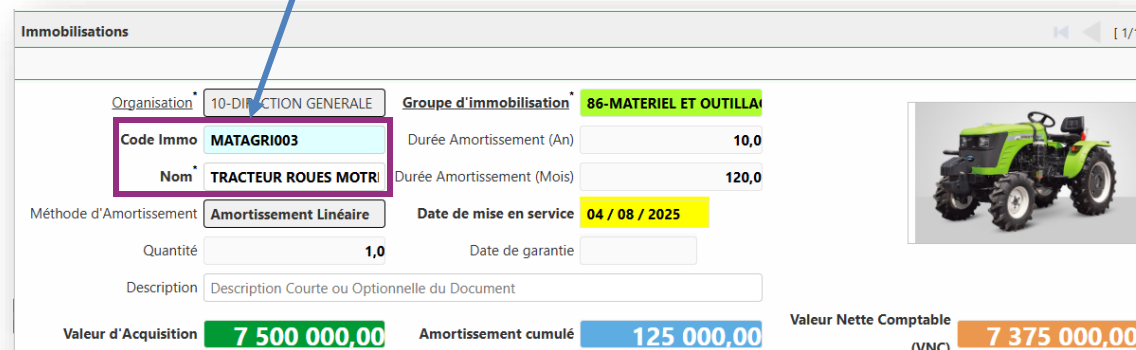 Immobilisations
[ 1/
Organisation* 10-DIRECTION GENERALE Groupe d'immobilisation* 86-MATERIEL ET OUTILLA
Code Immo MATAGRI003 Durée Amortissement (An) 10,0
Nom* TRACTEUR ROUES MOTR Durée Amortissement (Mois) 120,0
Méthode d'Amortissement Amortissement Linéaire Date de mise en service 04 / 08 / 2025
Quantité 1,0 Date de garantie
Description Description Courte ou Optionnelle du Document
Valeur d'Acquisition 7 500 000,00 Amortissement cumulé 125 000,00 Valeur Nette Comptable (VNC) 7 375 000,00